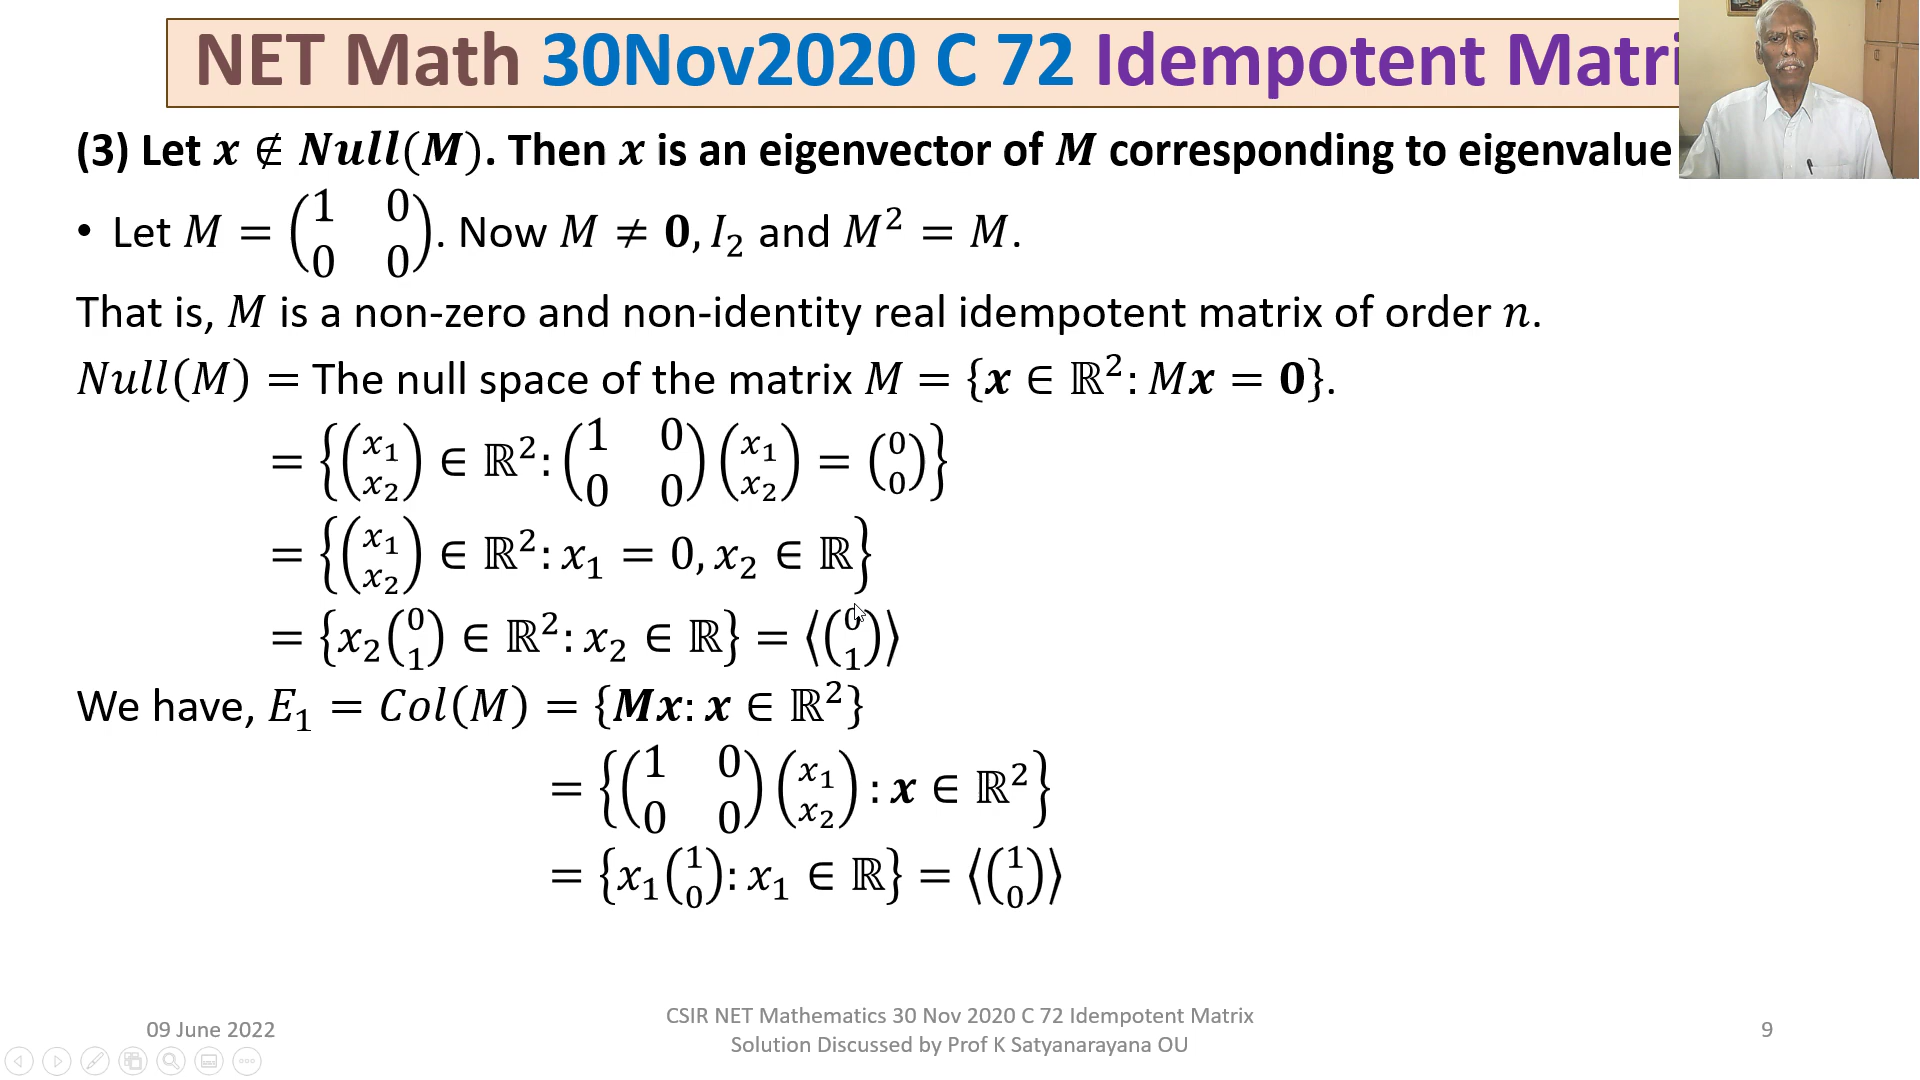 NET Math 30Nov2020 C 72 Idempotent Matri
(3) Let x ∉ Null(M). Then x is an eigenvector of M corresponding to eigenvalue
• Let M = (1 0 0 0). Now M ≠ 0, I₂ and M² = M.
That is, M is a non-zero and non-identity real idempotent matrix of order n.
Null(M) = The null space of the matrix M = {x ∈ ℝ²: Mx = 0}.
= {(x₁ x₂) ∈ ℝ²: (1 0 0 0)(x₁ x₂) = (0 0)}
= {(x₁ x₂) ∈ ℝ²: x₁ = 0, x₂ ∈ ℝ}
= {x₂(0 1) ∈ ℝ²: x₂ ∈ ℝ} = ⟨(0 1)⟩
We have, E₁ = Col(M) = {Mx: x ∈ ℝ²}
= {(1 0 0 0)(x₁ x₂) : x ∈ ℝ²}
= {x₁(1 0): x₁ ∈ ℝ} = ⟨(1 0)⟩
09 June 2022
CSIR NET Mathematics 30 Nov 2020 C 72 Idempotent Matrix
Solution Discussed by Prof K Satyanarayana OU
9